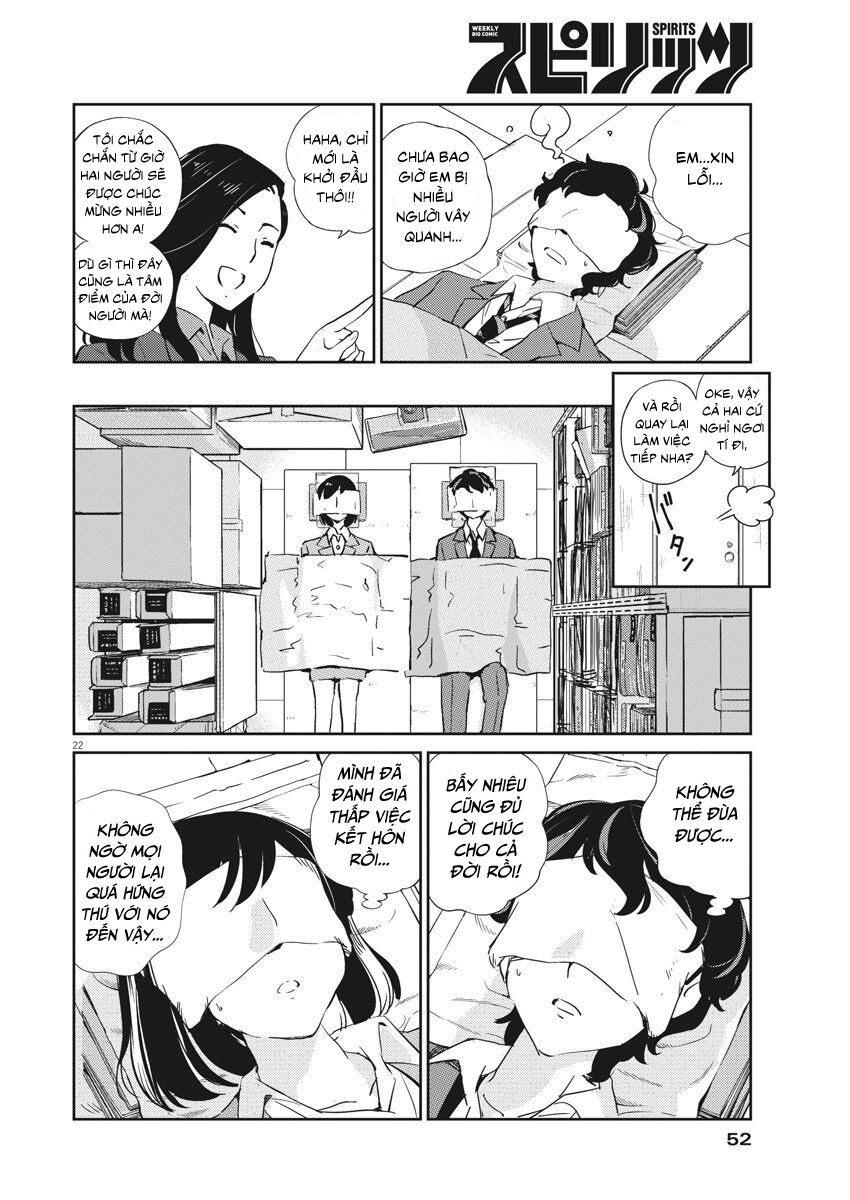 WEEKLY
BIG COMIC
SPIRITS
スピリッツ
EM...XIN
LỖI...
CHƯA BAO
GIỜ EM BỊ
NHIỀU
NGƯỜI VÂY
QUANH...
HAHA, CHỈ
MỚI LÀ
KHỞI ĐẦU
THÔI!!
TÔI CHẮC
CHẮN TỪ GIỜ
HAI NGƯỜI SẼ
ĐƯỢC CHÚC
MỪNG NHIỀU
HƠN A!
DÙ GÌ THÌ ĐÂY
CŨNG LÀ TÂM
ĐIỂM CỦA ĐỜI
NGƯỜI MÀ!
OKE, VẬY
CẢ HAI CỨ
NGHỈ NGƠI
TÍ ĐI,
VÀ RỒI
QUAY LẠI
LÀM VIỆC
TIẾP NHA?
バタン
22
KHÔNG
THỂ ĐÙA
ĐƯỢC...
BẤY NHIÊU
CŨNG ĐỦ
LỜI CHÚC
CHO CẢ
ĐỜI RỒI!
MÌNH ĐÃ
ĐÁNH GIÁ
THẤP VIỆC
KẾT HÔN
RỒI...
KHÔNG
NGỜ MỌI
NGƯỜI LẠI
QUÁ HỨNG
THÚ VỚI NÓ
ĐẾN VẬY...
52